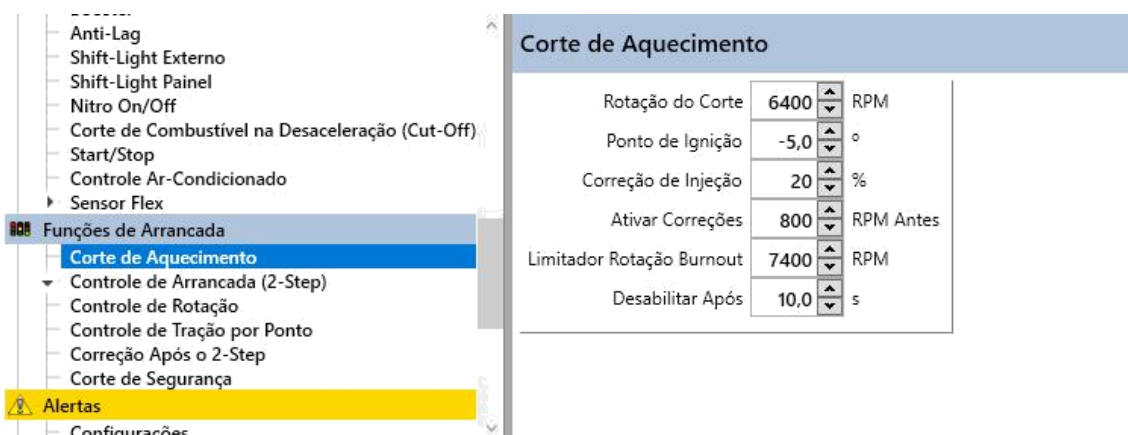 Anti-Lag
Shift-Light Externo
Shift-Light Painel
Nitro On/Off
Corte de Combustível na Desaceleração (Cut-Off)
Start/Stop
Controle Ar-Condicionado
Sensor Flex
Funções de Arrancada
Corte de Aquecimento
Controle de Arrancada (2-Step)
Controle de Rotação
Controle de Tração por Ponto
Correção Após o 2-Step
Corte de Segurança
Alertas
Configurações
Corte de Aquecimento
Rotação do Corte 6400 RPM
Ponto de Ignição -5,0 º
Correção de Injeção 20 %
Ativar Correções 800 RPM Antes
Limitador Rotação Burnout 7400 RPM
Desabilitar Após 10,0 s